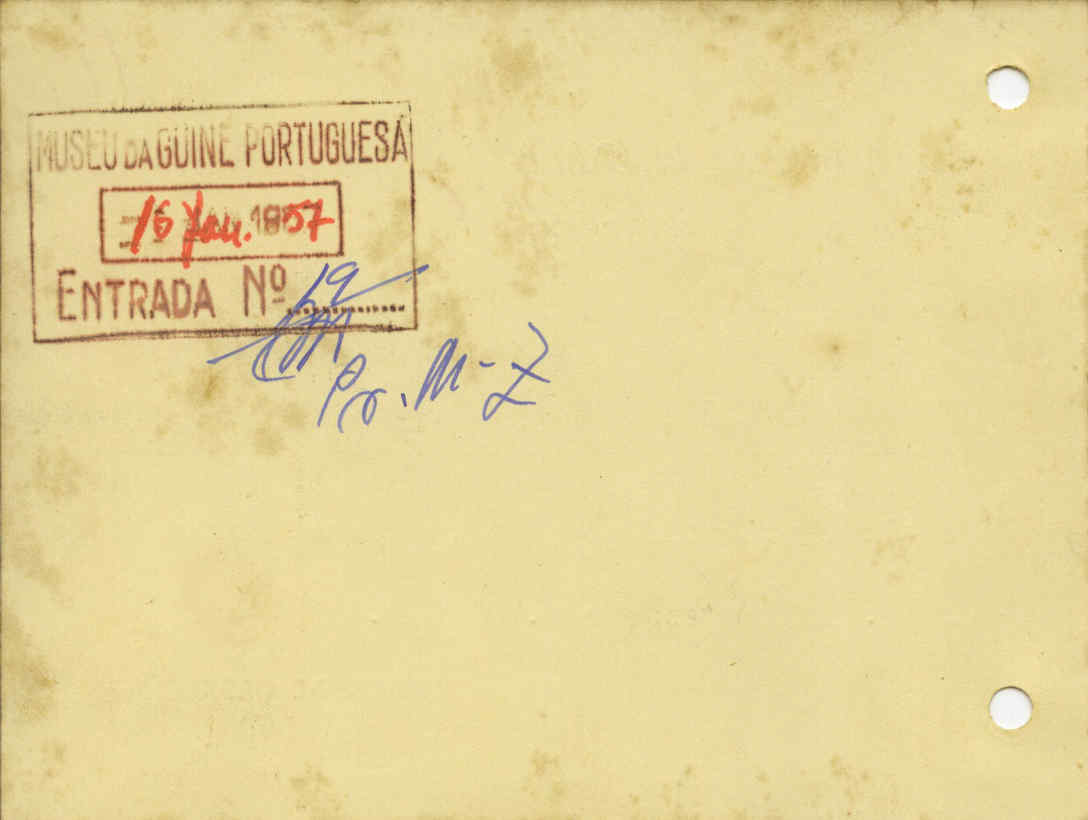 MUSEU DA GUINÉ PORTUGUESA
16 Jan. 1957
ENTRADA Nº 19
Pr. M-Z